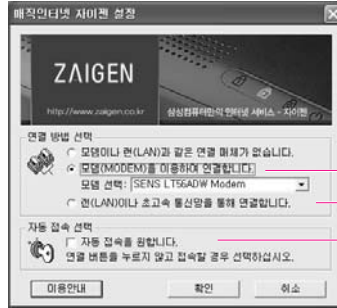 매직인터넷 자이젠 설정
ZAIGEN
http://www.zaigen.co.kr
삼성컴퓨터만의 인터넷 서비스 - 자이젠
연결 방법 선택
모뎀이나 랜(LAN)과 같은 연결 매체가 없습니다.
모뎀(MODEM)을 이용하여 연결합니다.
모뎀 선택: SENS LT56ADW Modem
랜(LAN)이나 초고속 통신망을 통해 연결합니다.
자동 접속 선택
자동 접속을 원합니다.
연결 버튼을 누르지 않고 접속할 경우 선택하십시오.
이용안내
확인
취소